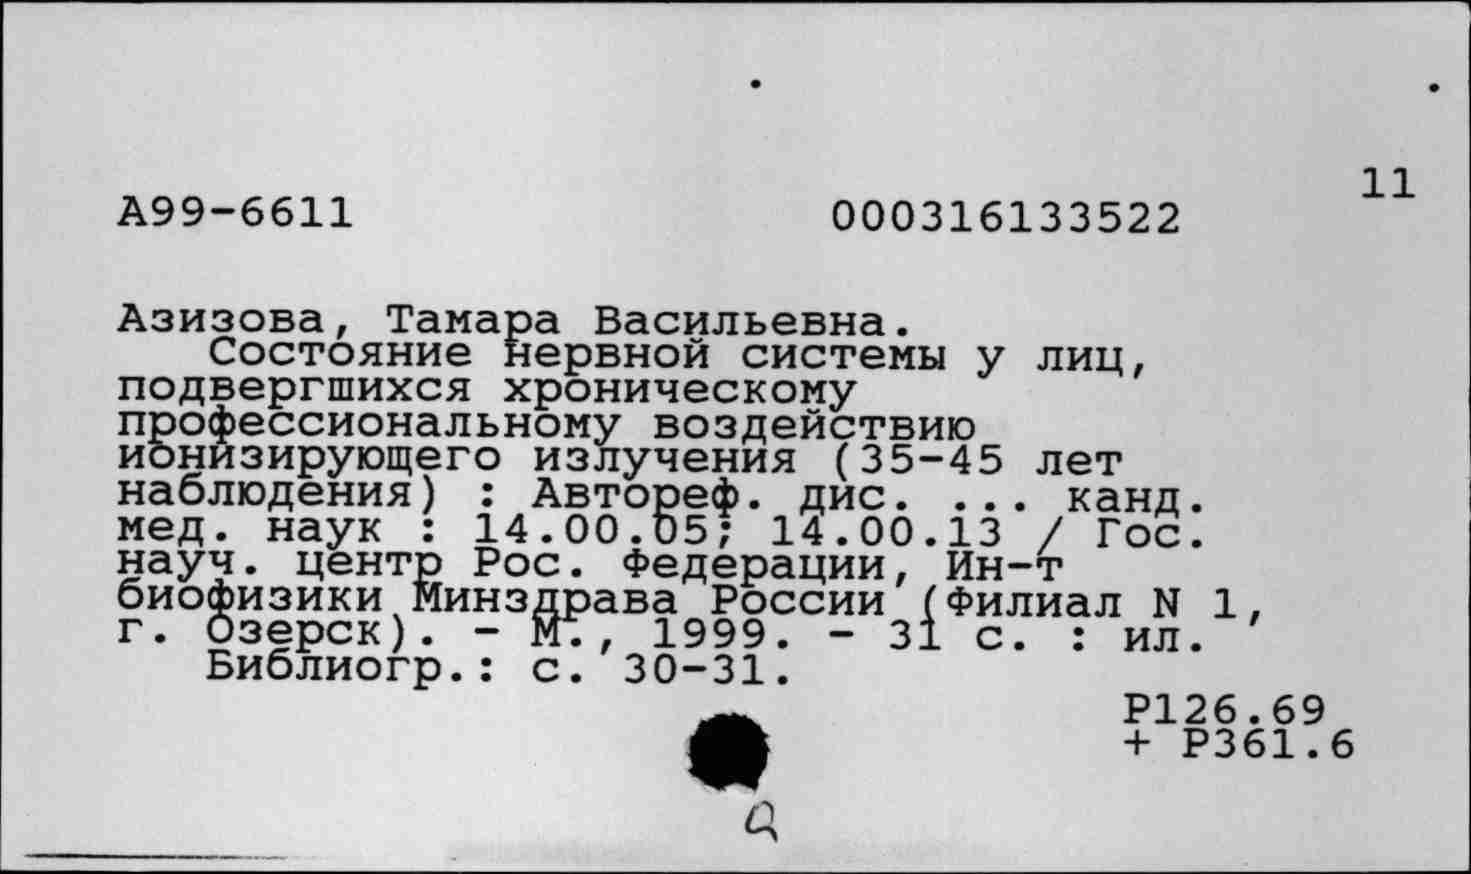 11
А99-6611 000316133522
Азизова, Тамара Васильевна.
Состояние нервной системы у лиц,
подвергшихся хроническому
профессиональному воздействию
ионизирующего излучения (35-45 лет
наблюдения) : Автореф. дис. ... канд.
мед. наук : 14.00.05; 14.00.13 / Гос.
науч. центр Рос. Федерации, Ин-т
биофизики Минздрава России (Филиал N 1,
г. Озерск). - М., 1999. - 31 с. : ил.
Библиогр.: с. 30-31.
Р126.69
+ Р361.6